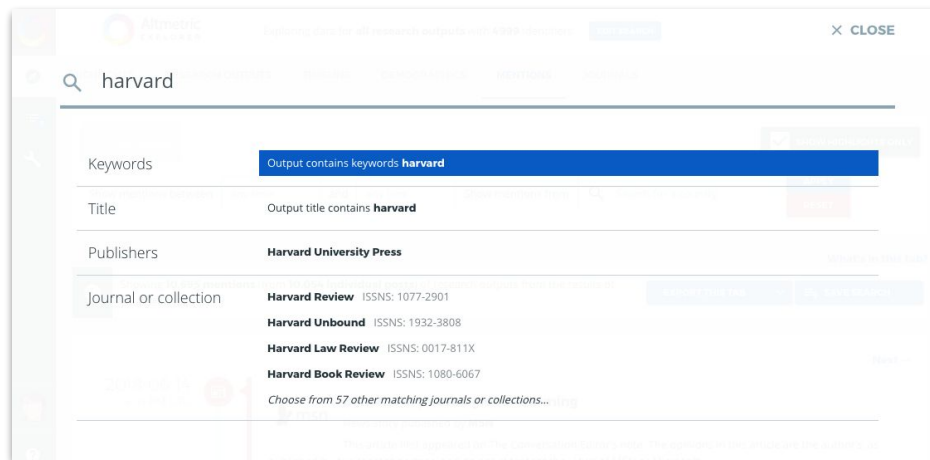 Altmetric
EXPLORER
× CLOSE
harvard
Keywords
Output contains keywords harvard
Title
Output title contains harvard
Publishers
Harvard University Press
Journal or collection
Harvard Review ISSNS: 1077-2901
Harvard Unbound ISSNS: 1932-3808
Harvard Law Review ISSNS: 0017-811X
Harvard Book Review ISSNS: 1080-6067
Choose from 57 other matching journals or collections...